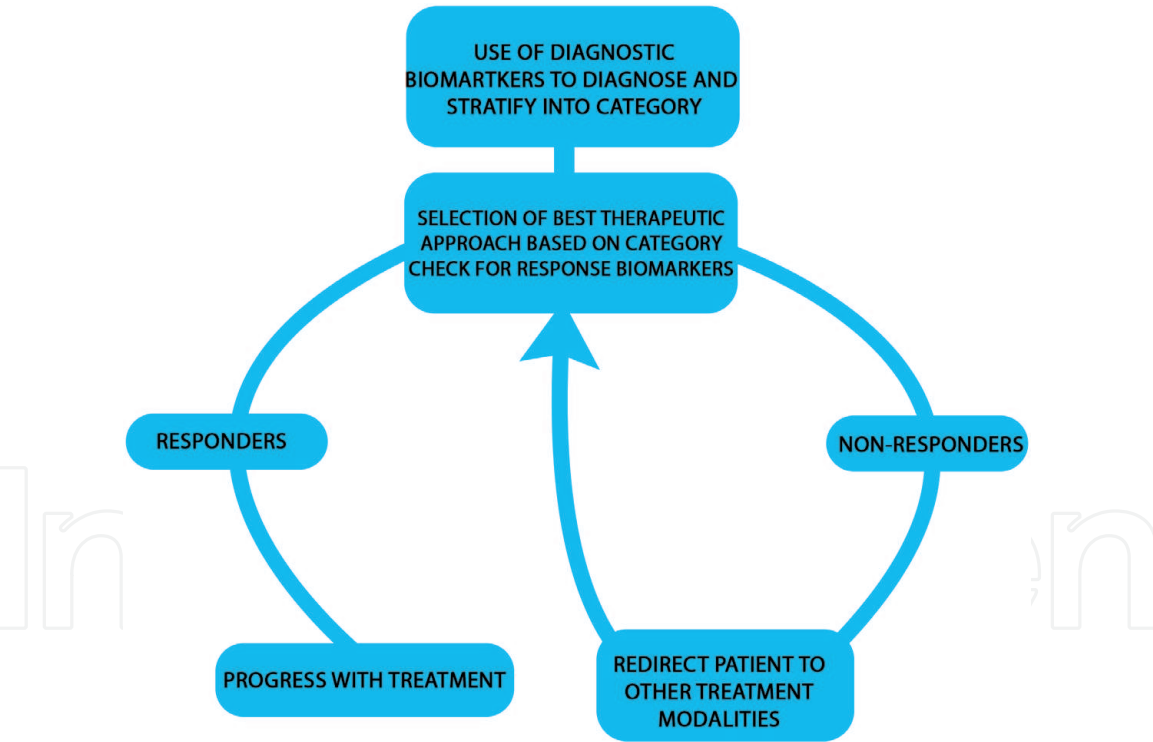 USE OF DIAGNOSTIC
BIOMARTKERS TO DIAGNOSE AND
STRATIFY INTO CATEGORY
SELECTION OF BEST THERAPEUTIC
APPROACH BASED ON CATEGORY
CHECK FOR RESPONSE BIOMARKERS
RESPONDERS
NON-RESPONDERS
PROGRESS WITH TREATMENT
REDIRECT PATIENT TO
OTHER TREATMENT
MODALITIES